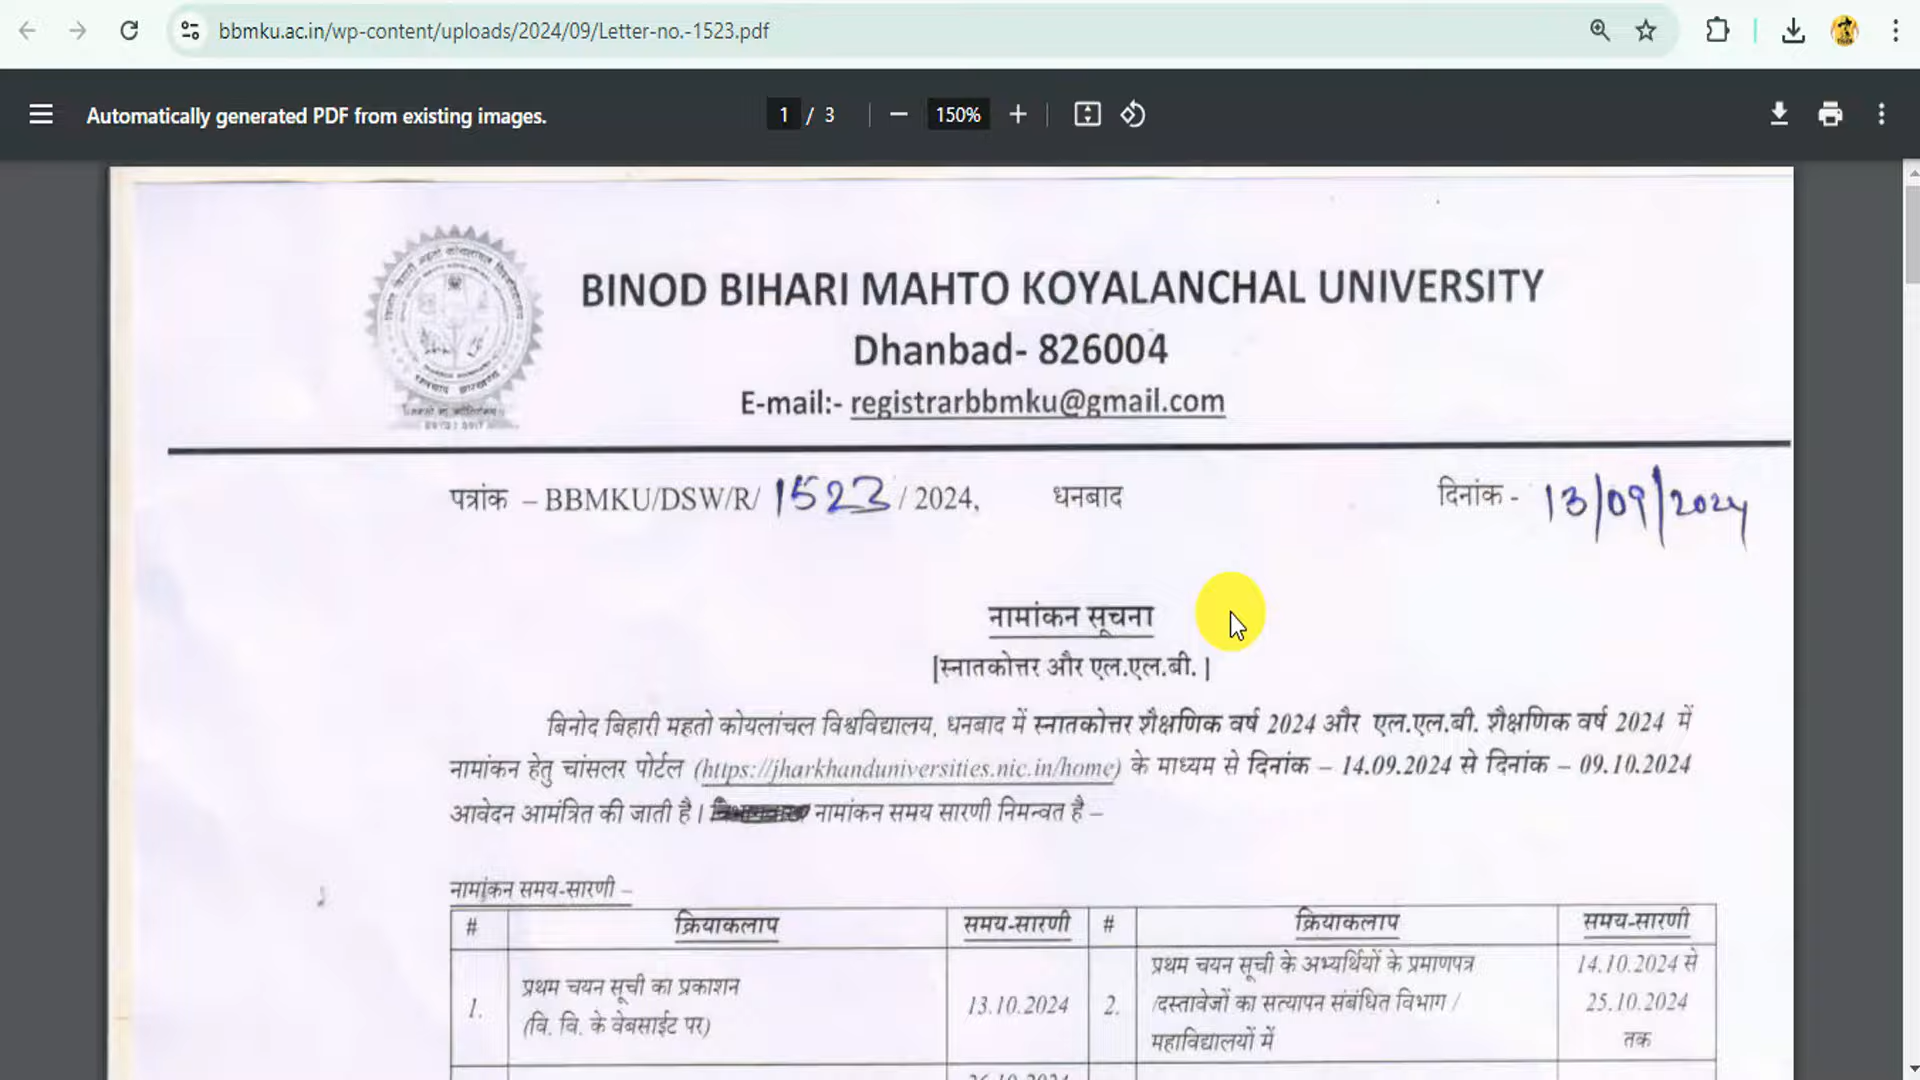 bbmku.ac.in/wp-content/uploads/2024/09/Letter-no.-1523.pdf
Automatically generated PDF from existing images.
1 / 3
150%
BINOD BIHARI MAHTO KOYALANCHAL UNIVERSITY
Dhanbad- 826004
E-mail:- registrarbbmku@gmail.com
पत्रांक – BBMKU/DSW/R/ 1523 / 2024, धनबाद दिनांक - 13/09/2024
नामांकन सूचना
[स्नातकोत्तर और एल.एल.बी. ]
बिनोद बिहारी महतो कोयलांचल विश्वविद्यालय, धनबाद में स्नातकोत्तर शैक्षणिक वर्ष 2024 और एल.एल.बी. शैक्षणिक वर्ष 2024 में
नामांकन हेतु चांसलर पोर्टल (https://jharkhanduniversities.nic.in/home) के माध्यम से दिनांक – 14.09.2024 से दिनांक – 09.10.2024
आवेदन आमंत्रित की जाती है। नामांकन समय सारणी निमन्वत है –
नामांकन समय-सारणी –
# क्रियाकलाप समय-सारणी # क्रियाकलाप समय-सारणी
1. प्रथम चयन सूची का प्रकाशन
(वि. वि. के वेबसाईट पर)
13.10.2024
2. प्रथम चयन सूची के अभ्यर्थियों के प्रमाणपत्र
/दस्तावेजों का सत्यापन संबंधित विभाग /
महाविद्यालयों में
14.10.2024 से
25.10.2024
तक